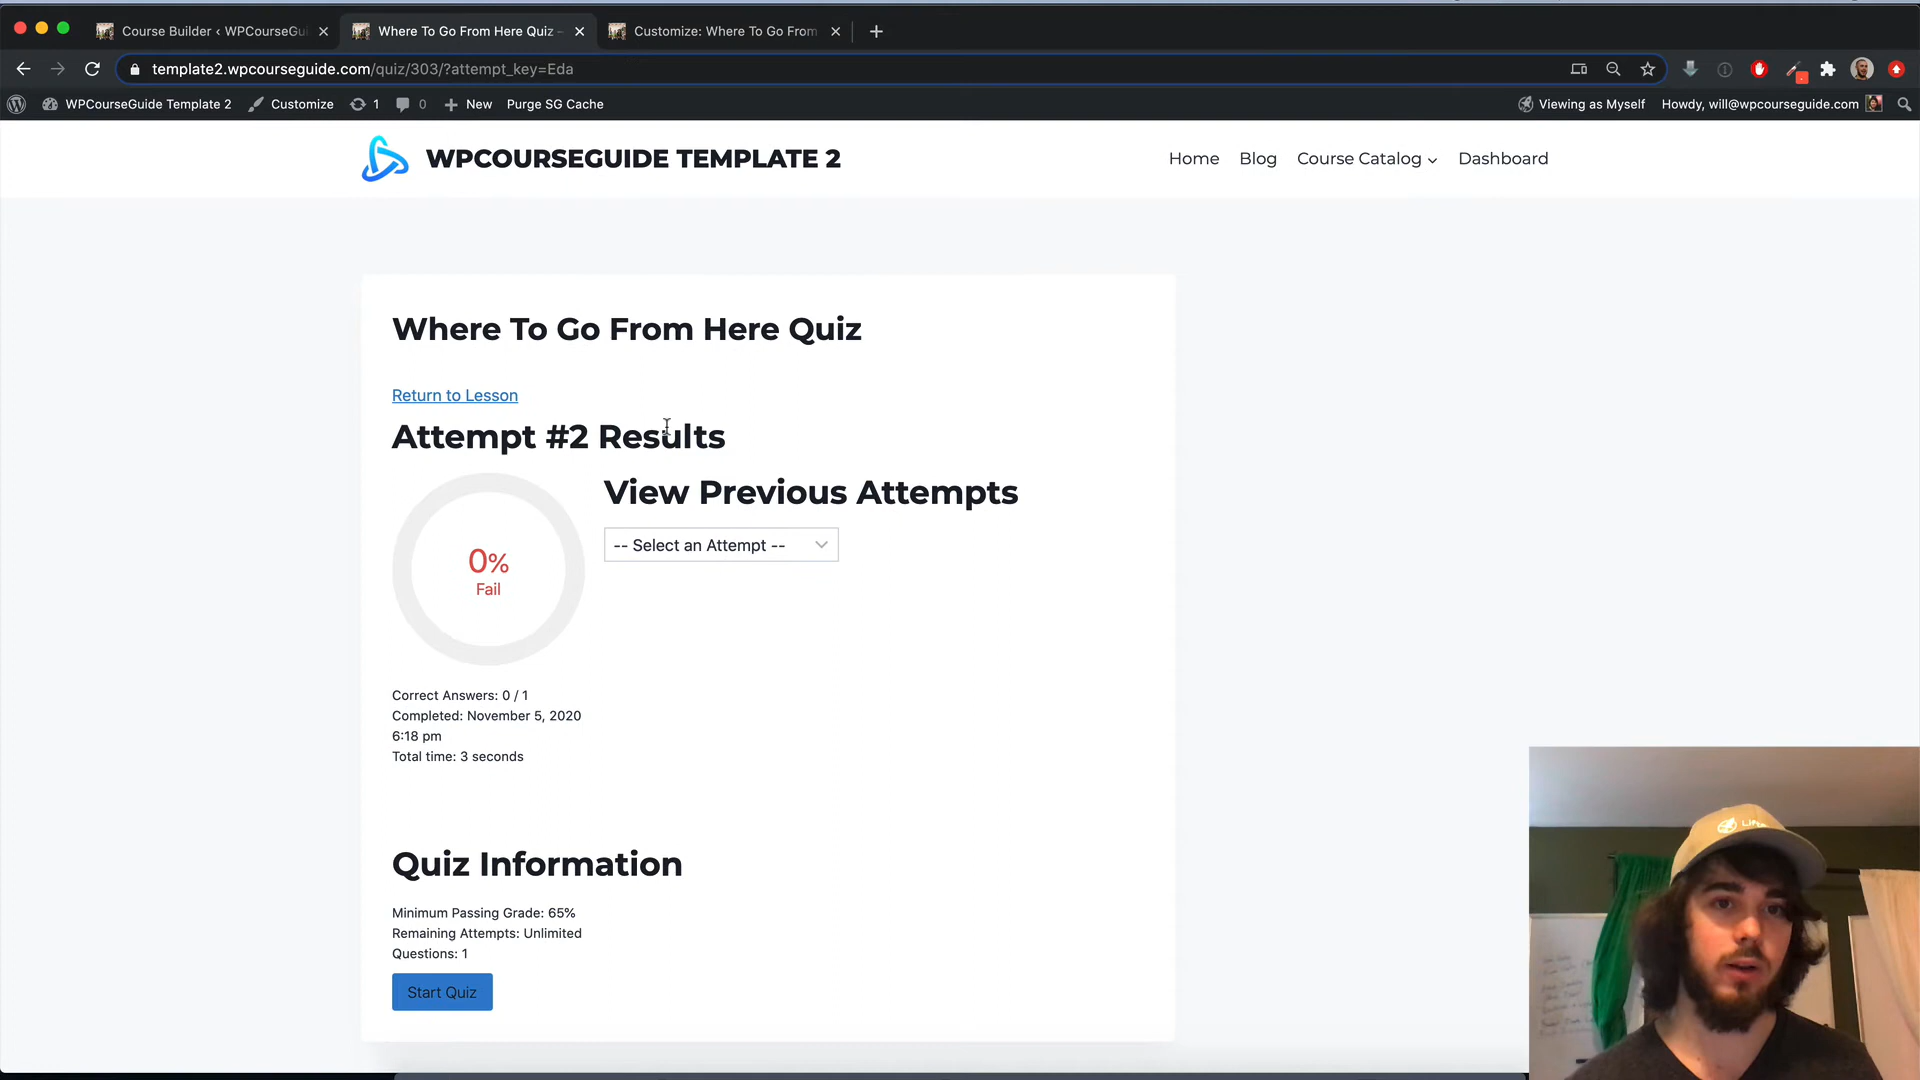 Course Builder ‹ WPCourseGui
Where To Go From Here Quiz –
Customize: Where To Go From
template2.wpcourseguide.com/quiz/303/?attempt_key=Eda
WPCourseGuide Template 2
Customize
1
0
New
Purge SG Cache
Viewing as Myself
Howdy, will@wpcourseguide.com
WPCOURSEGUIDE TEMPLATE 2
Home
Blog
Course Catalog
Dashboard
Where To Go From Here Quiz
Return to Lesson
Attempt #2 Results
View Previous Attempts
-- Select an Attempt --
0%
Fail
Correct Answers: 0 / 1
Completed: November 5, 2020
6:18 pm
Total time: 3 seconds
Quiz Information
Minimum Passing Grade: 65%
Remaining Attempts: Unlimited
Questions: 1
Start Quiz